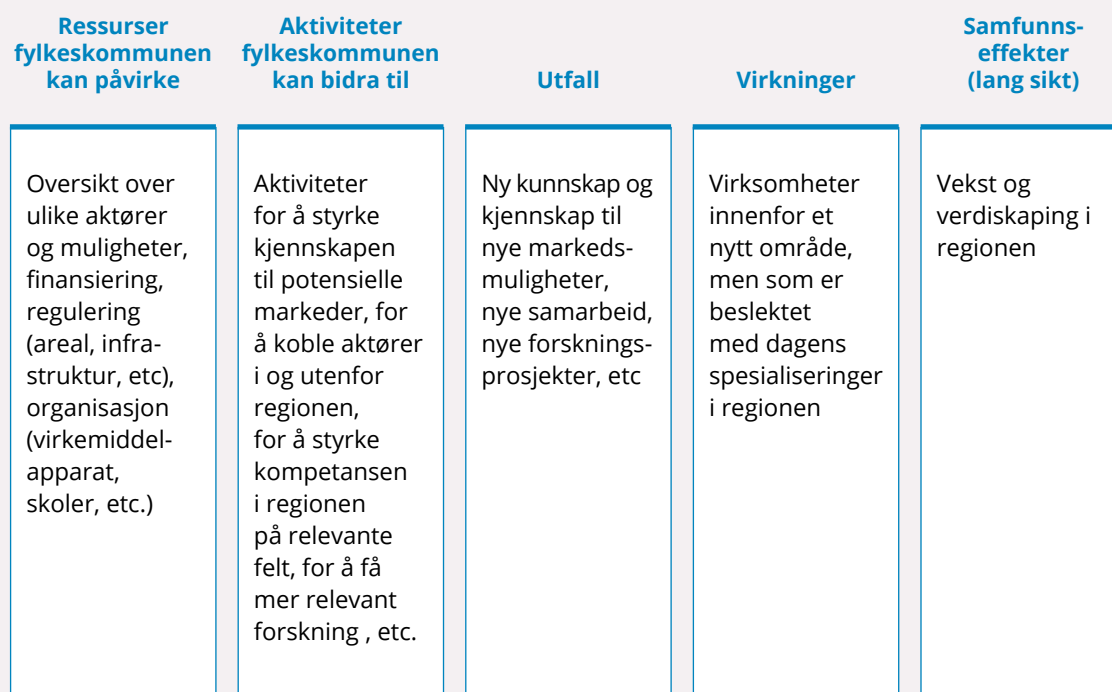 Ressurser
fylkeskommunen
kan påvirke
Aktiviteter
fylkeskommunen
kan bidra til
Utfall
Virkninger
Samfunns-
effekter
(lang sikt)
Oversikt over
ulike aktører
og muligheter,
finansiering,
regulering
(areal, infra-
struktur, etc),
organisasjon
(virkemiddel-
apparat,
skoler, etc.)
Aktiviteter
for å styrke
kjennskapen
til potensielle
markeder, for
å koble aktører
i og utenfor
regionen,
for å styrke
kompetansen
i regionen
på relevante
felt, for å få
mer relevant
forskning , etc.
Ny kunnskap og
kjennskap til
nye markeds-
muligheter,
nye samarbeid,
nye forsknings-
prosjekter, etc
Virksomheter
innenfor et
nytt område,
men som er
beslektet
med dagens
spesialiseringer
i regionen
Vekst og
verdiskaping i
regionen